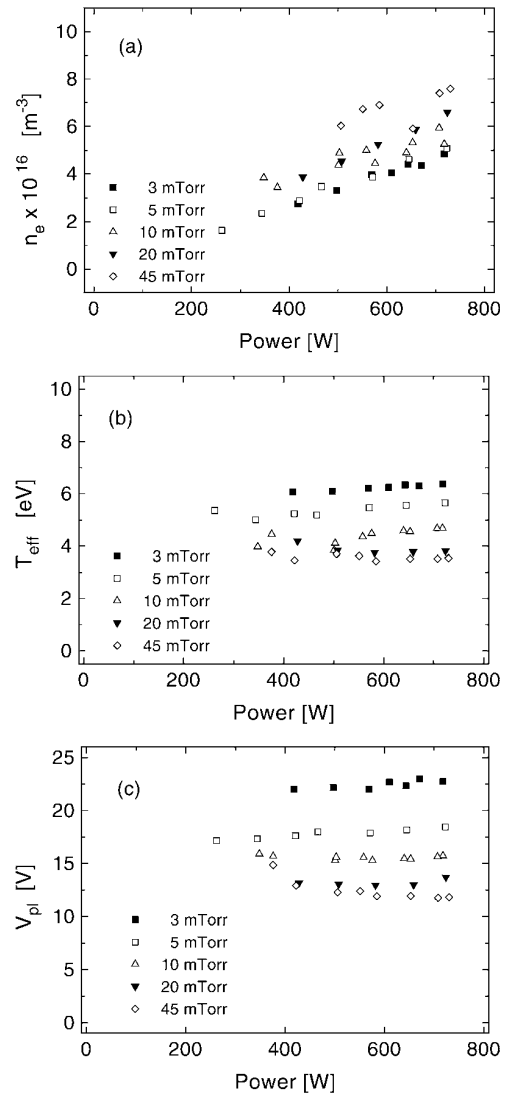 10
(a)
8
6
4
2
0
n_e x 10^16 [m^-3]
3 mTorr
5 mTorr
10 mTorr
20 mTorr
45 mTorr
0 200 400 600 800
Power [W]
10
(b)
8
6
4
2
0
T_eff [eV]
3 mTorr
5 mTorr
10 mTorr
20 mTorr
45 mTorr
0 200 400 600 800
Power [W]
25
(c)
20
15
10
5
0
V_pl [V]
3 mTorr
5 mTorr
10 mTorr
20 mTorr
45 mTorr
0 200 400 600 800
Power [W]